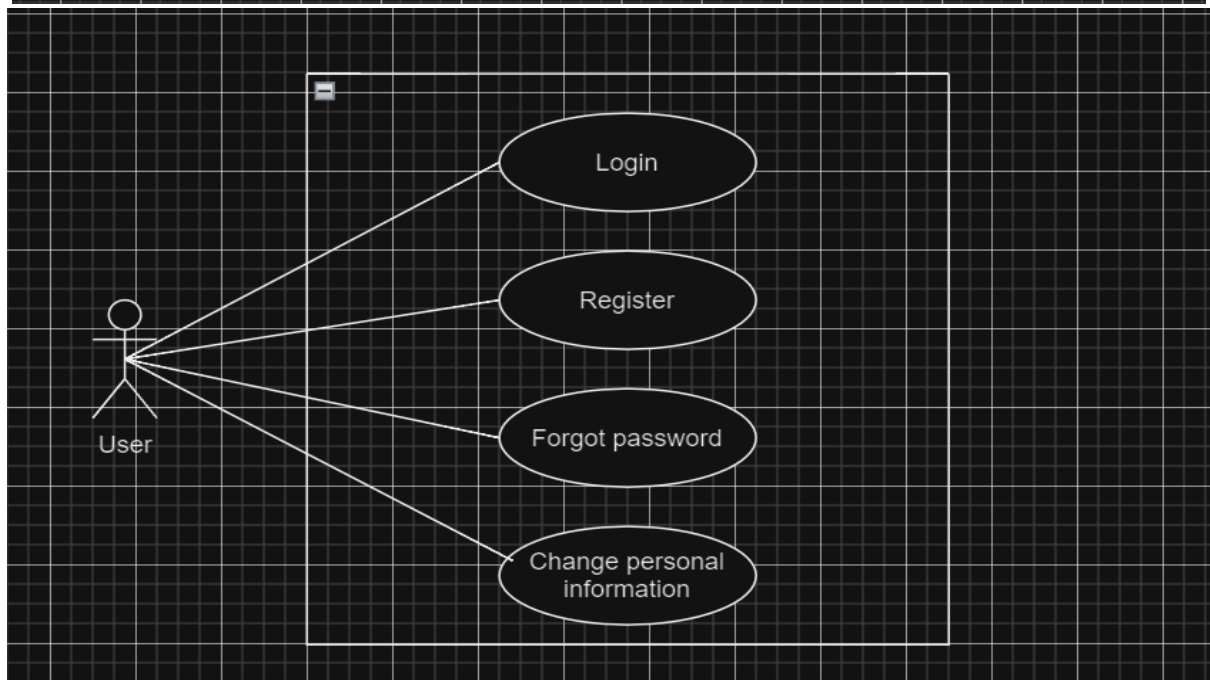 Login
Register
User
Forgot password
Change personal
information